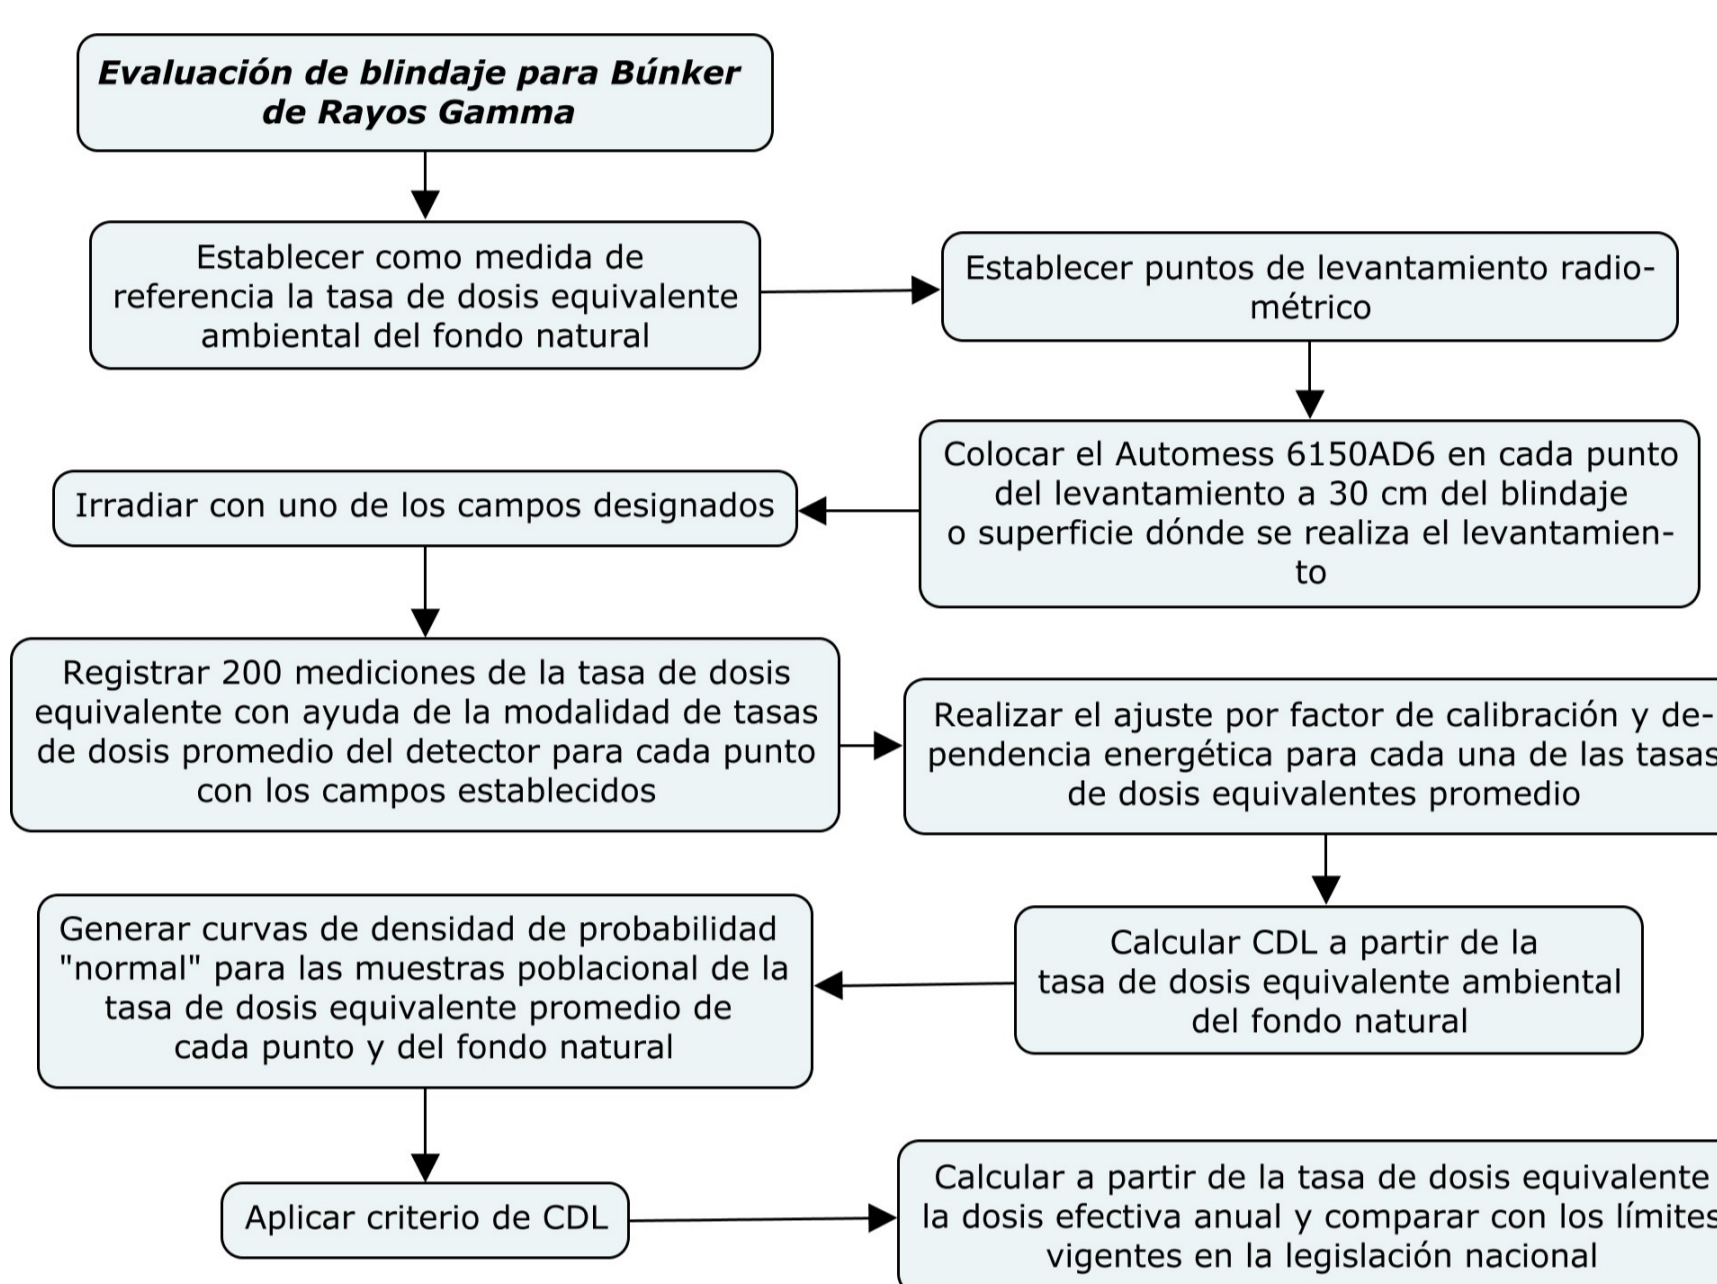 Evaluación de blindaje para Búnker
de Rayos Gamma
Establecer como medida de
referencia la tasa de dosis equivalente
ambiental del fondo natural
Establecer puntos de levantamiento radio-
métrico
Colocar el Automess 6150AD6 en cada punto
del levantamiento a 30 cm del blindaje
o superficie dónde se realiza el levantamien-
to
Irradiar con uno de los campos designados
Registrar 200 mediciones de la tasa de dosis
equivalente con ayuda de la modalidad de tasas
de dosis promedio del detector para cada punto
con los campos establecidos
Realizar el ajuste por factor de calibración y de-
pendencia energética para cada una de las tasas
de dosis equivalentes promedio
Calcular CDL a partir de la
tasa de dosis equivalente ambiental
del fondo natural
Generar curvas de densidad de probabilidad
"normal" para las muestras poblacional de la
tasa de dosis equivalente promedio de
cada punto y del fondo natural
Aplicar criterio de CDL
Calcular a partir de la tasa de dosis equivalente
la dosis efectiva anual y comparar con los límites
vigentes en la legislación nacional